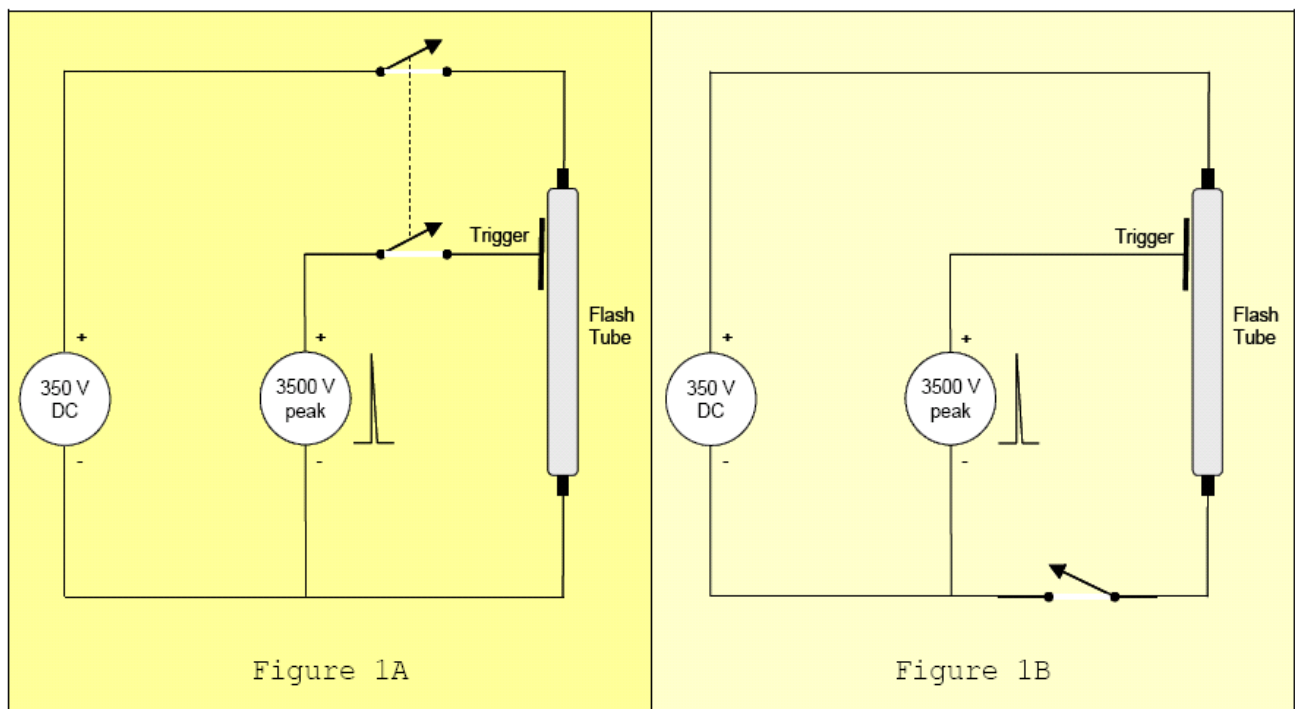 Trigger
Flash
Tube
+
350 V
DC
-
+
3500 V
peak
-
Figure 1A
Trigger
Flash
Tube
+
350 V
DC
-
+
3500 V
peak
-
Figure 1B